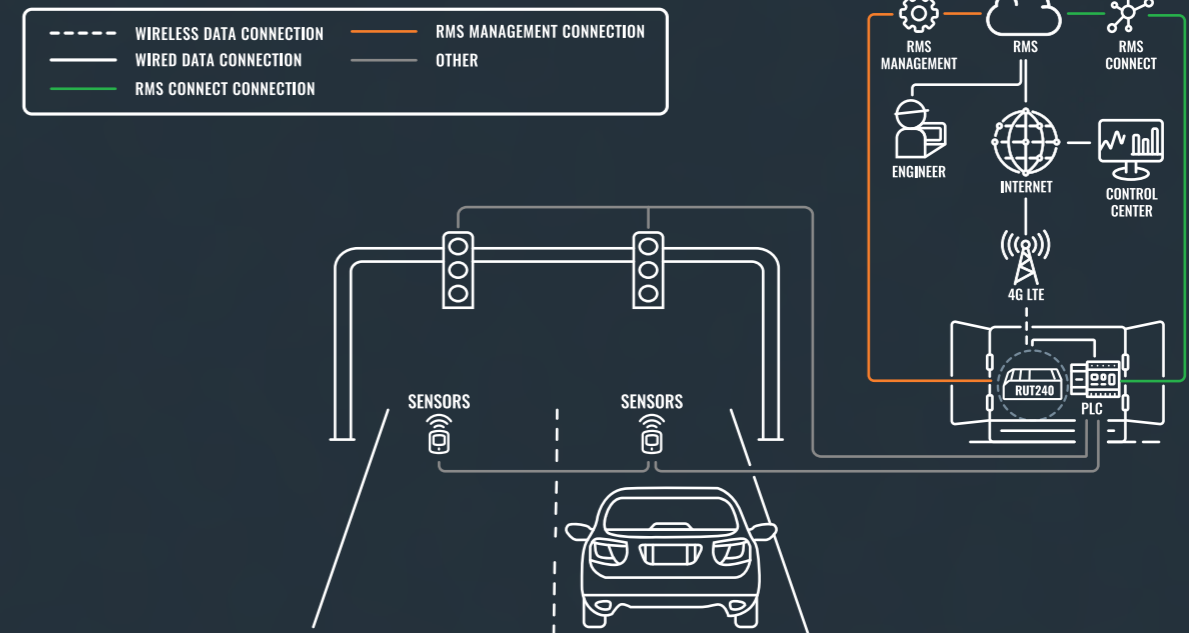 WIRELESS DATA CONNECTION
RMS MANAGEMENT CONNECTION
WIRED DATA CONNECTION
OTHER
RMS CONNECT CONNECTION
RMS
MANAGEMENT
RMS
RMS
CONNECT
ENGINEER
INTERNET
CONTROL
CENTER
4G LTE
RUT240
PLC
SENSORS
SENSORS